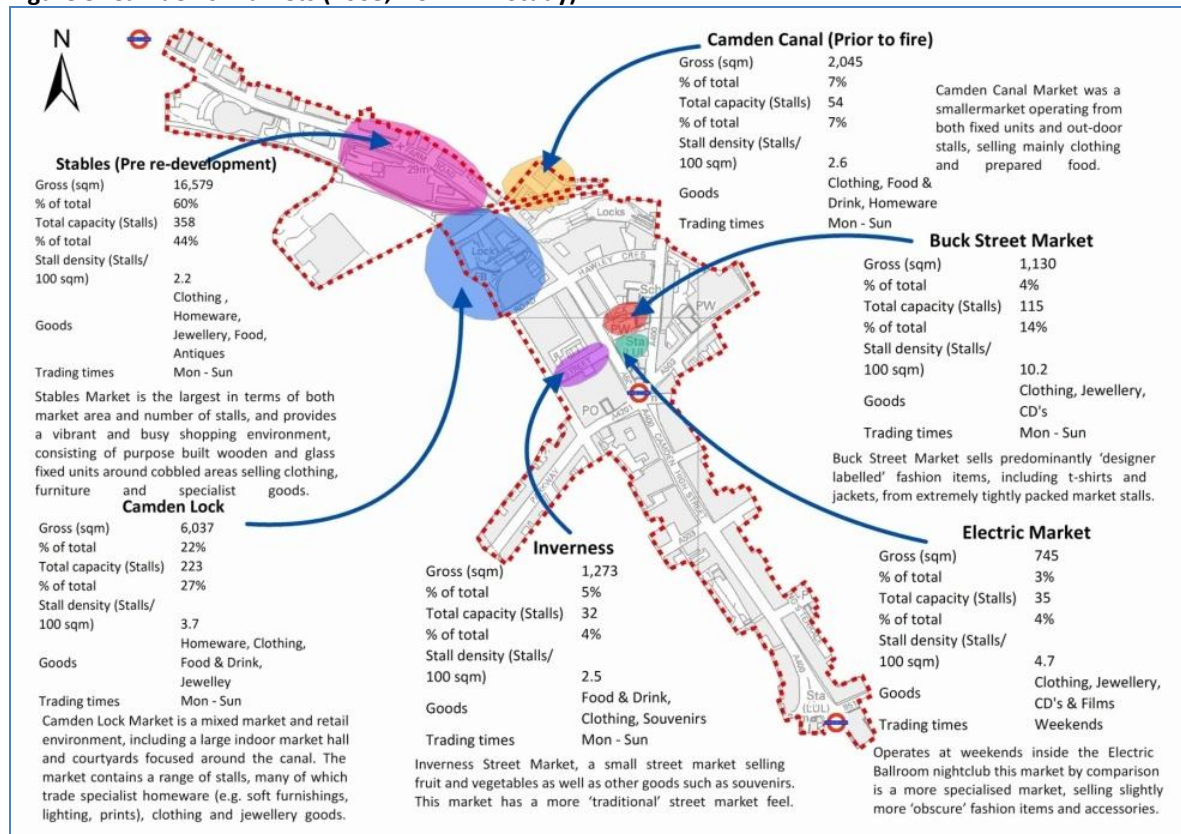 N
Camden Canal (Prior to fire)
Gross (sqm) 2,045
% of total 7%
Total capacity (Stalls) 54
% of total 7%
Stall density (Stalls/
100 sqm) 2.6
Goods Clothing, Food &
Drink, Homeware
Trading times Mon - Sun
Camden Canal Market was a
smallermarket operating from
both fixed units and out-door
stalls, selling mainly clothing
and prepared food.
Stables (Pre re-development)
Gross (sqm) 16,579
% of total 60%
Total capacity (Stalls) 358
% of total 44%
Stall density (Stalls/
100 sqm) 2.2
Goods Clothing ,
Homeware,
Jewellery, Food,
Antiques
Trading times Mon - Sun
Stables Market is the largest in terms of both
market area and number of stalls, and provides
a vibrant and busy shopping environment,
consisting of purpose built wooden and glass
fixed units around cobbled areas selling clothing,
furniture and specialist goods.
Buck Street Market
Gross (sqm) 1,130
% of total 4%
Total capacity (Stalls) 115
% of total 14%
Stall density (Stalls/
100 sqm) 10.2
Goods Clothing, Jewellery,
CD's
Trading times Mon - Sun
Buck Street Market sells predominantly ‘designer
labelled’ fashion items, including t-shirts and
jackets, from extremely tightly packed market stalls.
Camden Lock
Gross (sqm) 6,037
% of total 22%
Total capacity (Stalls) 223
% of total 27%
Stall density (Stalls/
100 sqm) 3.7
Goods Homeware, Clothing,
Food & Drink,
Jewelley
Trading times Mon - Sun
Camden Lock Market is a mixed market and retail
environment, including a large indoor market hall
and courtyards focused around the canal. The
market contains a range of stalls, many of which
trade specialist homeware (e.g. soft furnishings,
lighting, prints), clothing and jewellery goods.
Inverness
Gross (sqm) 1,273
% of total 5%
Total capacity (Stalls) 32
% of total 4%
Stall density (Stalls/
100 sqm) 2.5
Goods Food & Drink,
Clothing, Souvenirs
Trading times Mon - Sun
Inverness Street Market, a small street market selling
fruit and vegetables as well as other goods such as souvenirs.
This market has a more ‘traditional’ street market feel.
Electric Market
Gross (sqm) 745
% of total 3%
Total capacity (Stalls) 35
% of total 4%
Stall density (Stalls/
100 sqm) 4.7
Goods Clothing, Jewellery,
CD's & Films
Trading times Weekends
Operates at weekends inside the Electric
Ballroom nightclub this market by comparison
is a more specialised market, selling slightly
more ‘obscure’ fashion items and accessories.
29m
Locks
Lock
HAWLEY CRES
Sch
PW
PW
Sta
(LUL)
A400
A503
PO
CAMDEN HIGH STREET
A400
Sta
(LUL)